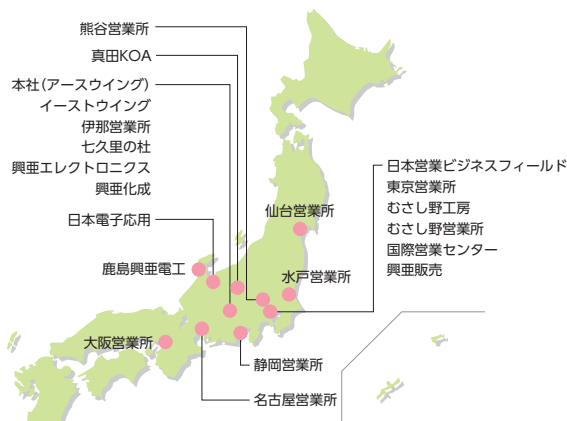 熊谷営業所
真田KOA
本社(アースウイング)
イーストウイング
伊那営業所
七久里の杜
興亜エレクトロニクス
興亜化成
日本電子応用
鹿島興亜電工
大阪営業所
仙台営業所
水戸営業所
日本営業ビジネスフィールド
東京営業所
むさし野工房
むさし野営業所
国際営業センター
興亜販売
静岡営業所
名古屋営業所